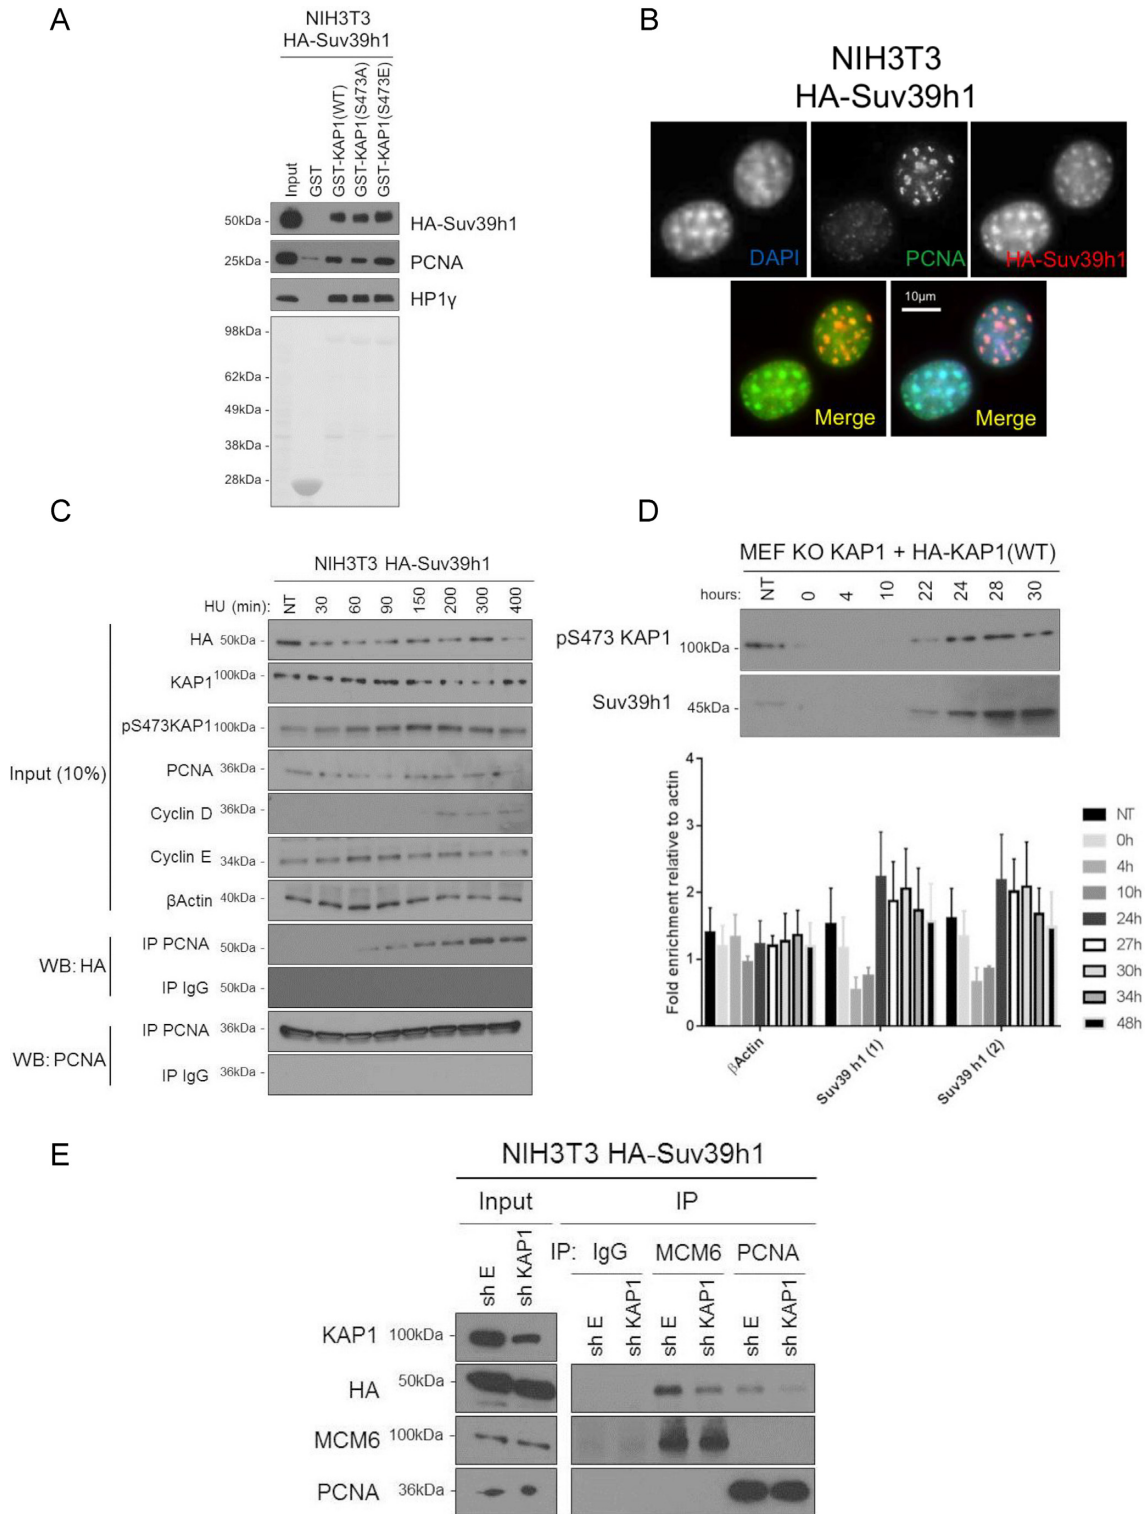 A
NIH3T3
HA-Suv39h1
Input
GST
GST-KAP1(WT)
GST-KAP1(S473A)
GST-KAP1(S473E)
50kDa -
HA-Suv39h1
25kDa -
PCNA
HP1γ
98kDa -
62kDa -
49kDa -
38kDa -
28kDa -
B
NIH3T3
HA-Suv39h1
DAPI
PCNA
HA-Suv39h1
10µm
Merge
Merge
C
NIH3T3 HA-Suv39h1
HU (min): NT 30 60 90 150 200 300 400
Input (10%)
HA 50kDa -
KAP1 100kDa -
pS473KAP1 100kDa -
PCNA 36kDa -
Cyclin D 36kDa -
Cyclin E 34kDa -
βActin 40kDa -
WB: HA
IP PCNA 50kDa -
IP IgG 50kDa -
WB: PCNA
IP PCNA 36kDa -
IP IgG 36kDa -
D
MEF KO KAP1 + HA-KAP1(WT)
hours: NT 0 4 10 22 24 28 30
pS473 KAP1 100kDa -
Suv39h1 45kDa -
Fold enrichment relative to actin
4
3
2
1
0
βActin
Suv39 h1 (1)
Suv39 h1 (2)
NT
0h
4h
10h
24h
27h
30h
34h
48h
E
NIH3T3 HA-Suv39h1
Input
IP
IP: IgG MCM6 PCNA
sh E
sh KAP1
sh E
sh KAP1
sh E
sh KAP1
sh E
sh KAP1
KAP1 100kDa -
HA 50kDa -
MCM6 100kDa -
PCNA 36kDa -